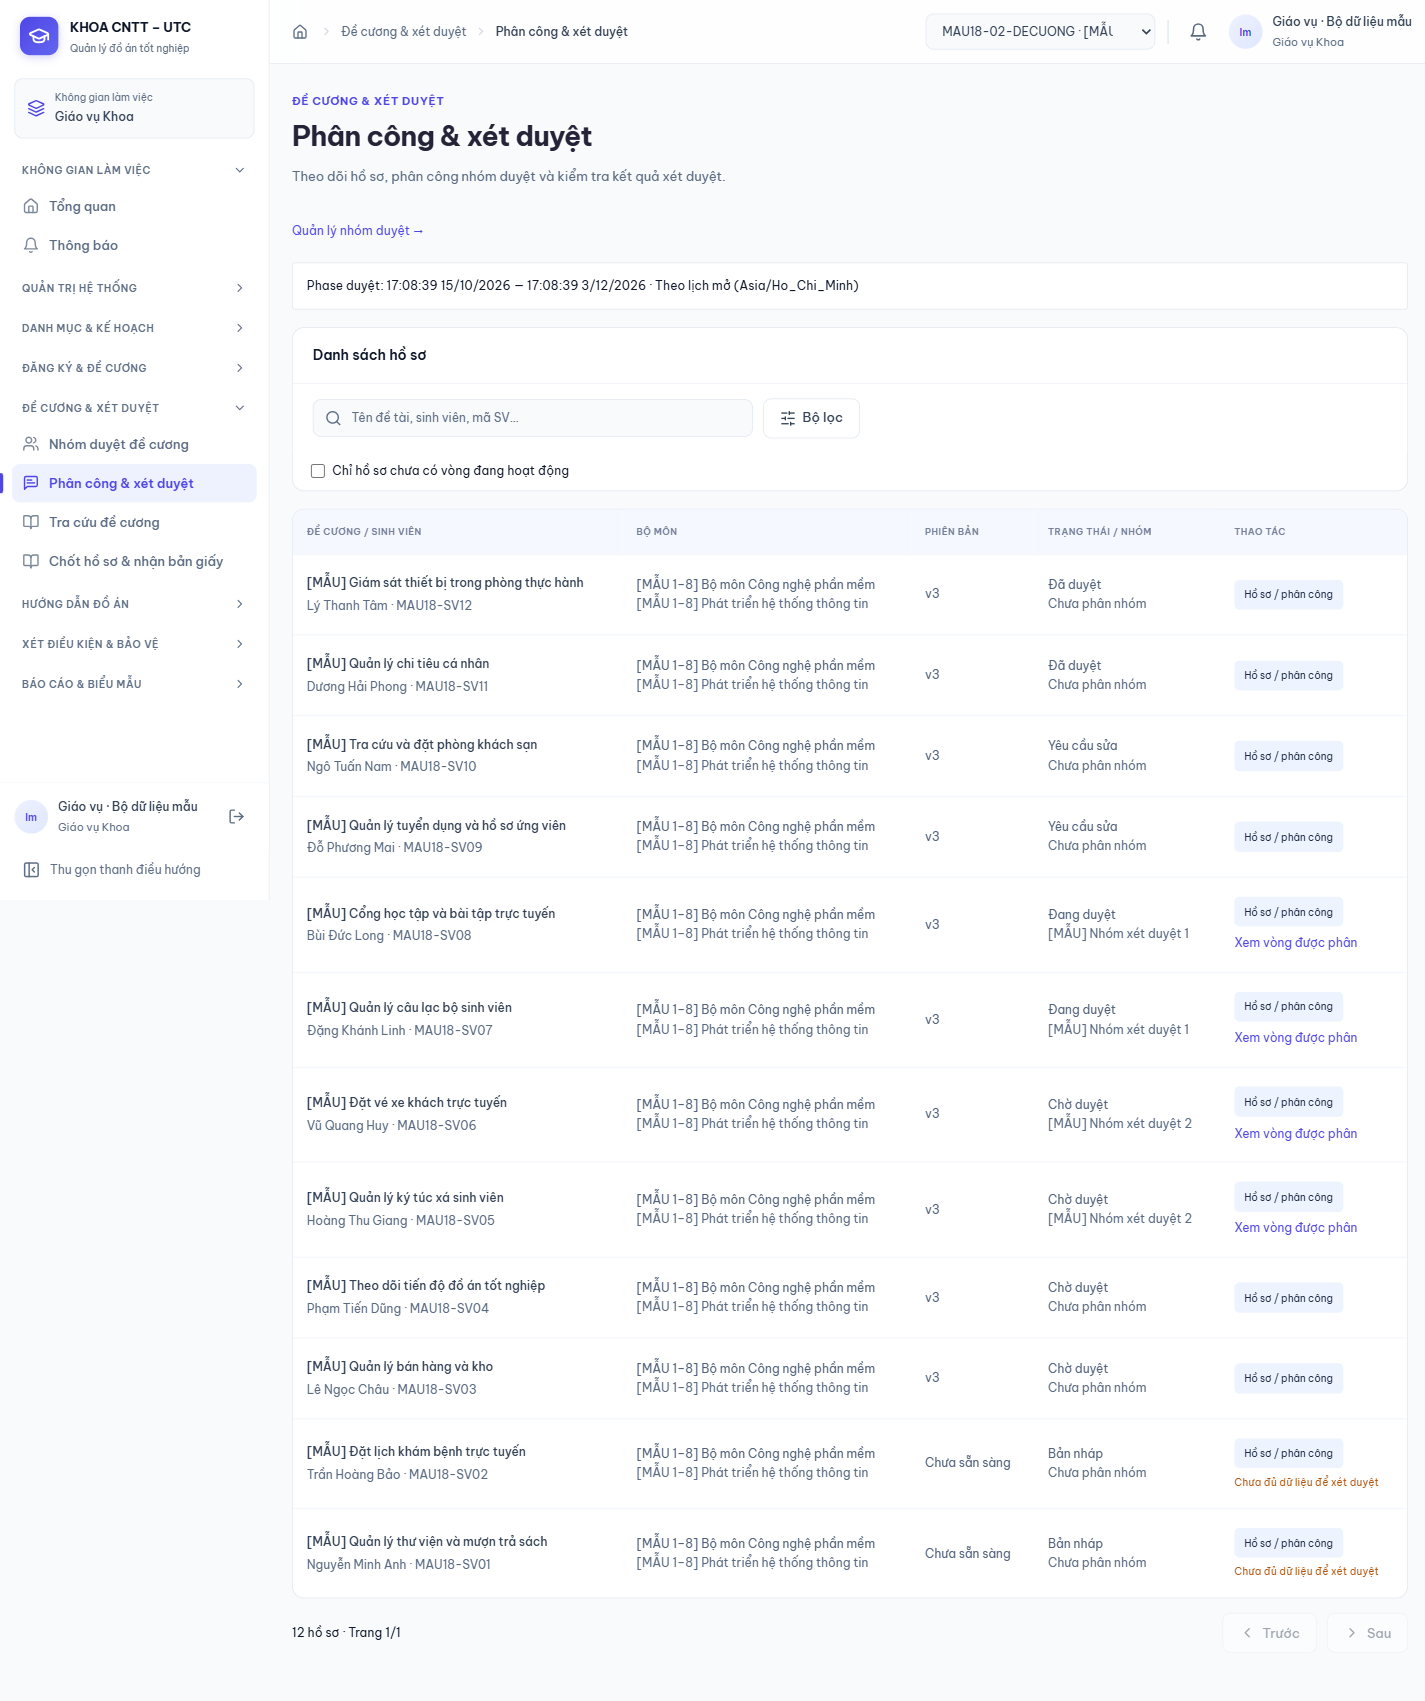 KHOA CNTT – UTC
Quản lý đồ án tốt nghiệp
Không gian làm việc
Giáo vụ Khoa
KHÔNG GIAN LÀM VIỆC
Tổng quan
Thông báo
QUẢN TRỊ HỆ THỐNG
DANH MỤC & KẾ HOẠCH
ĐĂNG KÝ & ĐỀ CƯƠNG
ĐỀ CƯƠNG & XÉT DUYỆT
Nhóm duyệt đề cương
Phân công & xét duyệt
Tra cứu đề cương
Chốt hồ sơ & nhận bản giấy
HƯỚNG DẪN ĐỒ ÁN
XÉT ĐIỀU KIỆN & BẢO VỆ
BÁO CÁO & BIỂU MẪU
Im
Giáo vụ · Bộ dữ liệu mẫu
Giáo vụ Khoa
Thu gọn thanh điều hướng
Đề cương & xét duyệt
Phân công & xét duyệt
MAU18-02-DECUONG · [MẪU
Im
Giáo vụ · Bộ dữ liệu mẫu
Giáo vụ Khoa
ĐỀ CƯƠNG & XÉT DUYỆT
Phân công & xét duyệt
Theo dõi hồ sơ, phân công nhóm duyệt và kiểm tra kết quả xét duyệt.
Quản lý nhóm duyệt →
Phase duyệt: 17:08:39 15/10/2026 — 17:08:39 3/12/2026 · Theo lịch mở (Asia/Ho_Chi_Minh)
Danh sách hồ sơ
Tên đề tài, sinh viên, mã SV...
Bộ lọc
Chỉ hồ sơ chưa có vòng đang hoạt động
ĐỀ CƯƠNG / SINH VIÊN
BỘ MÔN
PHIÊN BẢN
TRẠNG THÁI / NHÓM
THAO TÁC
[MẪU] Giám sát thiết bị trong phòng thực hành
Lý Thanh Tâm · MAU18-SV12
[MẪU 1–8] Bộ môn Công nghệ phần mềm
[MẪU 1–8] Phát triển hệ thống thông tin
v3
Đã duyệt
Chưa phân nhóm
Hồ sơ / phân công
[MẪU] Quản lý chi tiêu cá nhân
Dương Hải Phong · MAU18-SV11
[MẪU 1–8] Bộ môn Công nghệ phần mềm
[MẪU 1–8] Phát triển hệ thống thông tin
v3
Đã duyệt
Chưa phân nhóm
Hồ sơ / phân công
[MẪU] Tra cứu và đặt phòng khách sạn
Ngô Tuấn Nam · MAU18-SV10
[MẪU 1–8] Bộ môn Công nghệ phần mềm
[MẪU 1–8] Phát triển hệ thống thông tin
v3
Yêu cầu sửa
Chưa phân nhóm
Hồ sơ / phân công
[MẪU] Quản lý tuyển dụng và hồ sơ ứng viên
Đỗ Phương Mai · MAU18-SV09
[MẪU 1–8] Bộ môn Công nghệ phần mềm
[MẪU 1–8] Phát triển hệ thống thông tin
v3
Yêu cầu sửa
Chưa phân nhóm
Hồ sơ / phân công
[MẪU] Cổng học tập và bài tập trực tuyến
Bùi Đức Long · MAU18-SV08
[MẪU 1–8] Bộ môn Công nghệ phần mềm
[MẪU 1–8] Phát triển hệ thống thông tin
v3
Đang duyệt
[MẪU] Nhóm xét duyệt 1
Hồ sơ / phân công
Xem vòng được phân
[MẪU] Quản lý câu lạc bộ sinh viên
Đặng Khánh Linh · MAU18-SV07
[MẪU 1–8] Bộ môn Công nghệ phần mềm
[MẪU 1–8] Phát triển hệ thống thông tin
v3
Đang duyệt
[MẪU] Nhóm xét duyệt 1
Hồ sơ / phân công
Xem vòng được phân
[MẪU] Đặt vé xe khách trực tuyến
Vũ Quang Huy · MAU18-SV06
[MẪU 1–8] Bộ môn Công nghệ phần mềm
[MẪU 1–8] Phát triển hệ thống thông tin
v3
Chờ duyệt
[MẪU] Nhóm xét duyệt 2
Hồ sơ / phân công
Xem vòng được phân
[MẪU] Quản lý ký túc xá sinh viên
Hoàng Thu Giang · MAU18-SV05
[MẪU 1–8] Bộ môn Công nghệ phần mềm
[MẪU 1–8] Phát triển hệ thống thông tin
v3
Chờ duyệt
[MẪU] Nhóm xét duyệt 2
Hồ sơ / phân công
Xem vòng được phân
[MẪU] Theo dõi tiến độ đồ án tốt nghiệp
Phạm Tiến Dũng · MAU18-SV04
[MẪU 1–8] Bộ môn Công nghệ phần mềm
[MẪU 1–8] Phát triển hệ thống thông tin
v3
Chờ duyệt
Chưa phân nhóm
Hồ sơ / phân công
[MẪU] Quản lý bán hàng và kho
Lê Ngọc Châu · MAU18-SV03
[MẪU 1–8] Bộ môn Công nghệ phần mềm
[MẪU 1–8] Phát triển hệ thống thông tin
v3
Chờ duyệt
Chưa phân nhóm
Hồ sơ / phân công
[MẪU] Đặt lịch khám bệnh trực tuyến
Trần Hoàng Bảo · MAU18-SV02
[MẪU 1–8] Bộ môn Công nghệ phần mềm
[MẪU 1–8] Phát triển hệ thống thông tin
Chưa sẵn sàng
Bản nháp
Chưa phân nhóm
Hồ sơ / phân công
Chưa đủ dữ liệu để xét duyệt
[MẪU] Quản lý thư viện và mượn trả sách
Nguyễn Minh Anh · MAU18-SV01
[MẪU 1–8] Bộ môn Công nghệ phần mềm
[MẪU 1–8] Phát triển hệ thống thông tin
Chưa sẵn sàng
Bản nháp
Chưa phân nhóm
Hồ sơ / phân công
Chưa đủ dữ liệu để xét duyệt
12 hồ sơ · Trang 1/1
Trước
Sau